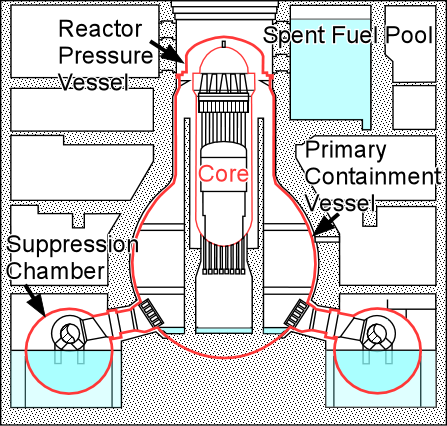 Reactor
Pressure
Vessel
Spent Fuel Pool
Core
Primary
Containment
Vessel
Suppression
Chamber